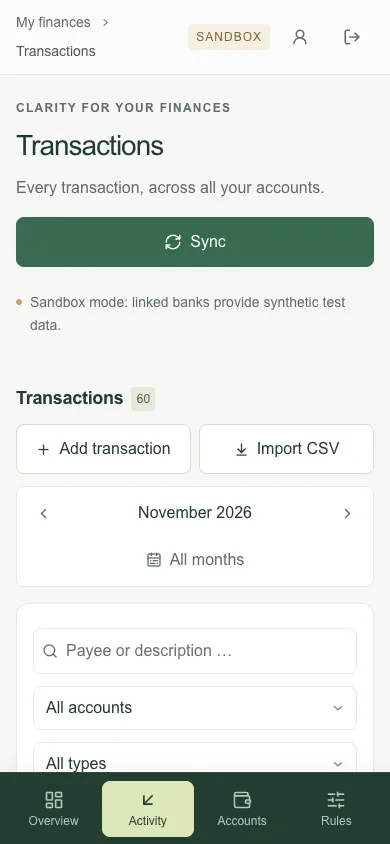 My finances
Transactions
SANDBOX
CLARITY FOR YOUR FINANCES
Transactions
Every transaction, across all your accounts.
Sync
Sandbox mode: linked banks provide synthetic test
data.
Transactions 60
Add transaction
Import CSV
November 2026
All months
Payee or description …
All accounts
All types
Overview
Activity
Accounts
Rules